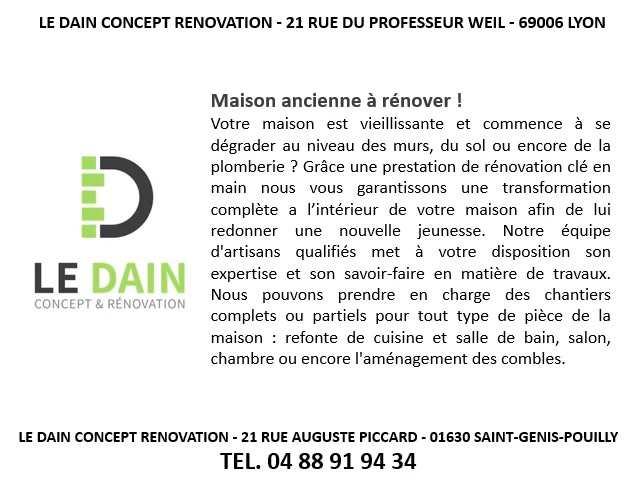 LE DAIN CONCEPT RENOVATION - 21 RUE DU PROFESSEUR WEIL - 69006 LYON
Maison ancienne à rénover !
Votre maison est vieillissante et commence à se
dégrader au niveau des murs, du sol ou encore de la
plomberie ? Grâce une prestation de rénovation clé en
main nous vous garantissons une transformation
complète a l’intérieur de votre maison afin de lui
redonner une nouvelle jeunesse. Notre équipe
d'artisans qualifiés met à votre disposition son
expertise et son savoir-faire en matière de travaux.
Nous pouvons prendre en charge des chantiers
complets ou partiels pour tout type de pièce de la
maison : refonte de cuisine et salle de bain, salon,
chambre ou encore l'aménagement des combles.
LE DAIN
CONCEPT & RÉNOVATION
LE DAIN CONCEPT RENOVATION - 21 RUE AUGUSTE PICCARD - 01630 SAINT-GENIS-POUILLY
TEL. 04 88 91 94 34